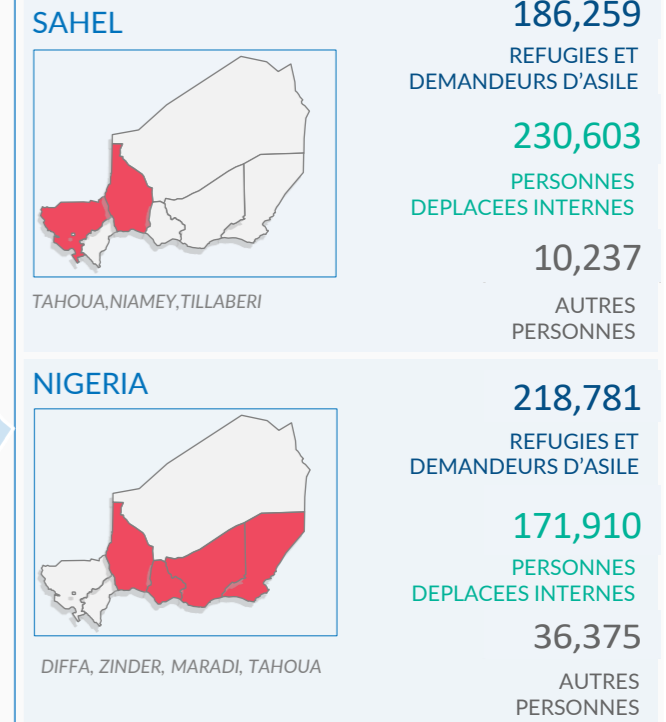 SAHEL
186,259
REFUGIES ET
DEMANDEURS D'ASILE
230,603
PERSONNES
DEPLACEES INTERNES
10,237
AUTRES
PERSONNES
TAHOUA,NIAMEY,TILLABERI
NIGERIA
218,781
REFUGIES ET
DEMANDEURS D'ASILE
171,910
PERSONNES
DEPLACEES INTERNES
36,375
AUTRES
PERSONNES
DIFFA, ZINDER, MARADI, TAHOUA